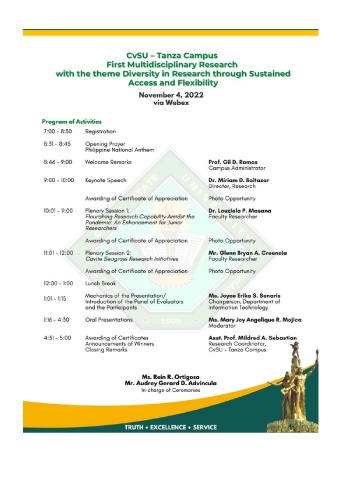 CvSU – Tanza Campus
First Multidisciplinary Research
with the theme Diversity in Research through Sustained
Access and Flexibility
November 4, 2022
via Webex
Program of Activities
7:00 - 8:30 Registration
8:31 - 8:45 Opening Prayer
Philippine National Anthem
8:46 - 9:00 Welcome Remarks Prof. Gil D. Ramos
Campus Administrator
9:00 - 10:00 Keynote Speech Dr. Miriam D. Baltazar
Director, Research
Awarding of Certificate of Appreciation Photo Opportunity
10:01 - 11:00 Plenary Session 1: Dr. Lauziela P. Masana
Flourishing Research Capability Amidst the Faculty Researcher
Pandemic: An Enhancement for Junior
Researchers
Awarding of Certificate of Appreciation Photo Opportunity
11:01 - 12:00 Plenary Session 2: Mr. Glenn Bryan A. Creencia
Cavite Seagrass Research Initiatives Faculty Researcher
Awarding of Certificate of Appreciation Photo Opportunity
12:00 - 1:00 Lunch Break
1:01 - 1:15 Mechanics of the Presentation/ Ms. Joyce Erika S. Senaris
Introduction of the Panel of Evaluators Chairperson, Department of
and the Participants Information Technology
1:16 - 4:30 Oral Presentations Ms. Mary Joy Angelique R. Mojica
Moderator
4:31 - 5:00 Awarding of Certificates Asst. Prof. Mildred A. Sebastian
Announcements of Winners Research Coordinator,
Closing Remarks CvSU - Tanza Campus
Ms. Rein R. Ortigosa
Mr. Audrey Gerard D. Advincula
In-charge of Ceremonies
TRUTH • EXCELLENCE • SERVICE